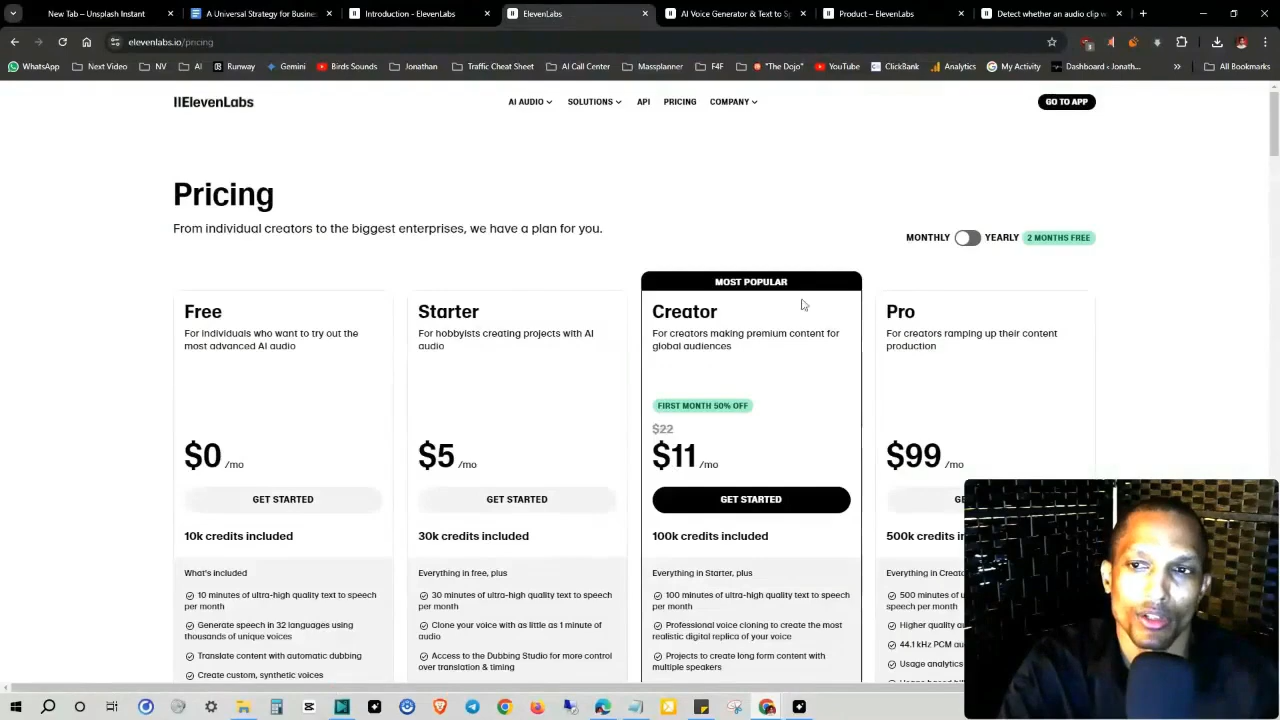 New Tab – Unsplash Instant
A Universal Strategy for Busine
Introduction - ElevenLabs
ElevenLabs
AI Voice Generator & Text to Sp
Product – ElevenLabs
Detect whether an audio clip w
elevenlabs.io/pricing
WhatsApp
Next Video
NV
AI
Runway
Gemini
Birds Sounds
Jonathan
Traffic Cheat Sheet
AI Call Center
Massplanner
F4F
"The Dojo"
YouTube
ClickBank
Analytics
My Activity
Dashboards - Jonath...
All Bookmarks
IIElevenLabs
AI AUDIO
SOLUTIONS
API
PRICING
COMPANY
GO TO APP
Pricing
From individual creators to the biggest enterprises, we have a plan for you.
MONTHLY
YEARLY
2 MONTHS FREE
MOST POPULAR
Free
For individuals who want to try out the
most advanced AI audio
$0 /mo
GET STARTED
10k credits included
What's included
10 minutes of ultra-high quality text to speech
per month
Generate speech in 32 languages using
thousands of unique voices
Translate content with automatic dubbing
Create custom, synthetic voices
Starter
For hobbyists creating projects with AI
audio
$5 /mo
GET STARTED
30k credits included
Everything in free, plus
30 minutes of ultra-high quality text to speech
per month
Clone your voice with as little as 1 minute of
audio
Access to the Dubbing Studio for more control
over translation & timing
Creator
For creators making premium content for
global audiences
FIRST MONTH 50% OFF
$22
$11 /mo
GET STARTED
100k credits included
Everything in Starter, plus
100 minutes of ultra-high quality text to speech
per month
Professional voice cloning to create the most
realistic digital replica of your voice
Projects to create long form content with
multiple speakers
Pro
For creators ramping up their content
production
$99 /mo
GE
500k credits in
Everything in Creato
500 minutes of u
speech per month
Higher quality au
44.1 kHz PCM au
Usage analytics